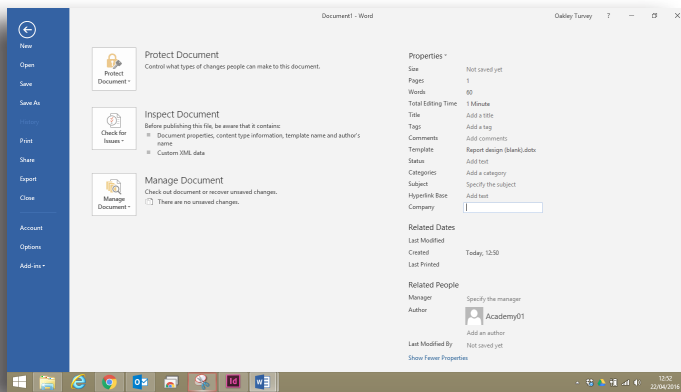 Document1 - Word
Oakley Turvey
?
New
Open
Save
Save As
Print
Share
Export
Close
Account
Options
Add-ins
Protect Document
Protect Document
Control what types of changes people can make to this document.
Check for Issues
Inspect Document
Before publishing this file, be aware that it contains:
Document properties, content type information, template name and author's
name
Custom XML data
Manage Document
Manage Document
Check out document or recover unsaved changes.
There are no unsaved changes.
Properties
Size Not saved yet
Pages 1
Words 60
Total Editing Time 1 Minute
Title Add a title
Tags Add a tag
Comments Add comments
Template Report design (blank).dotx
Status Add text
Categories Add a category
Subject Specify the subject
Hyperlink Base Add text
Company
Related Dates
Last Modified
Created Today, 12:50
Last Printed
Related People
Manager Specify the manager
Author Academy01
Add an author
Last Modified By Not saved yet
Show Fewer Properties
12:52
22/04/2016